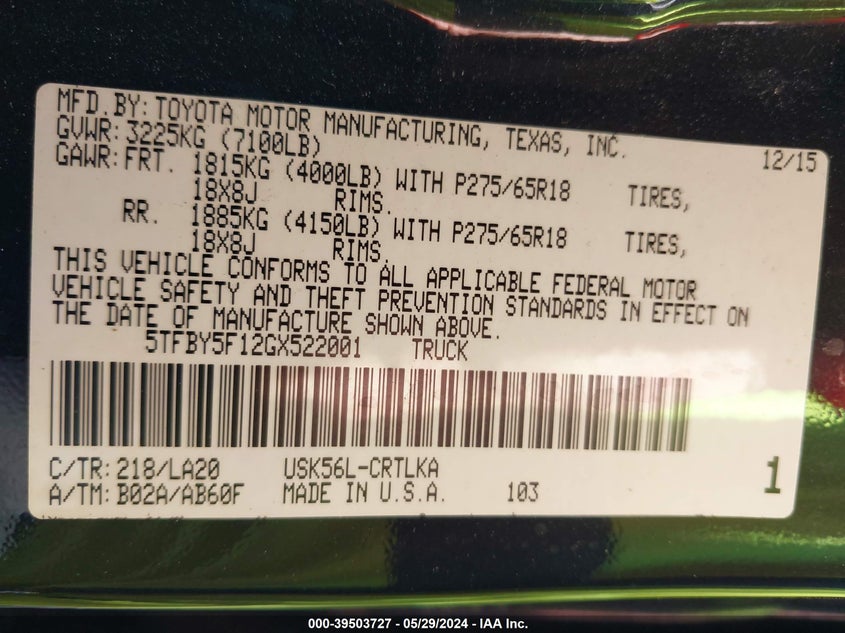 MFD.BY: TOYOTA MOTOR MANUFACTURING, TEXAS, INC. 12/15
GVWR: 3225KG (7100LB)
GAWR: FRT. 1815KG (4000LB) WITH P275/65R18 TIRES,
18X8J RIMS.
RR. 1885KG (4150LB) WITH P275/65R18 TIRES,
18X8J RIMS.
THIS VEHICLE CONFORMS TO ALL APPLICABLE FEDERAL MOTOR
VEHICLE SAFETY AND THEFT PREVENTION STANDARDS IN EFFECT ON
THE DATE OF MANUFACTURE SHOWN ABOVE.
5TFBY5F12GX522001 TRUCK
C/TR: 218/LA20 USK56L-CRTLKA
A/TM: B02A/AB60F MADE IN U.S.A. 103 1
000-39503727 - 05/29/2024 - IAA Inc.